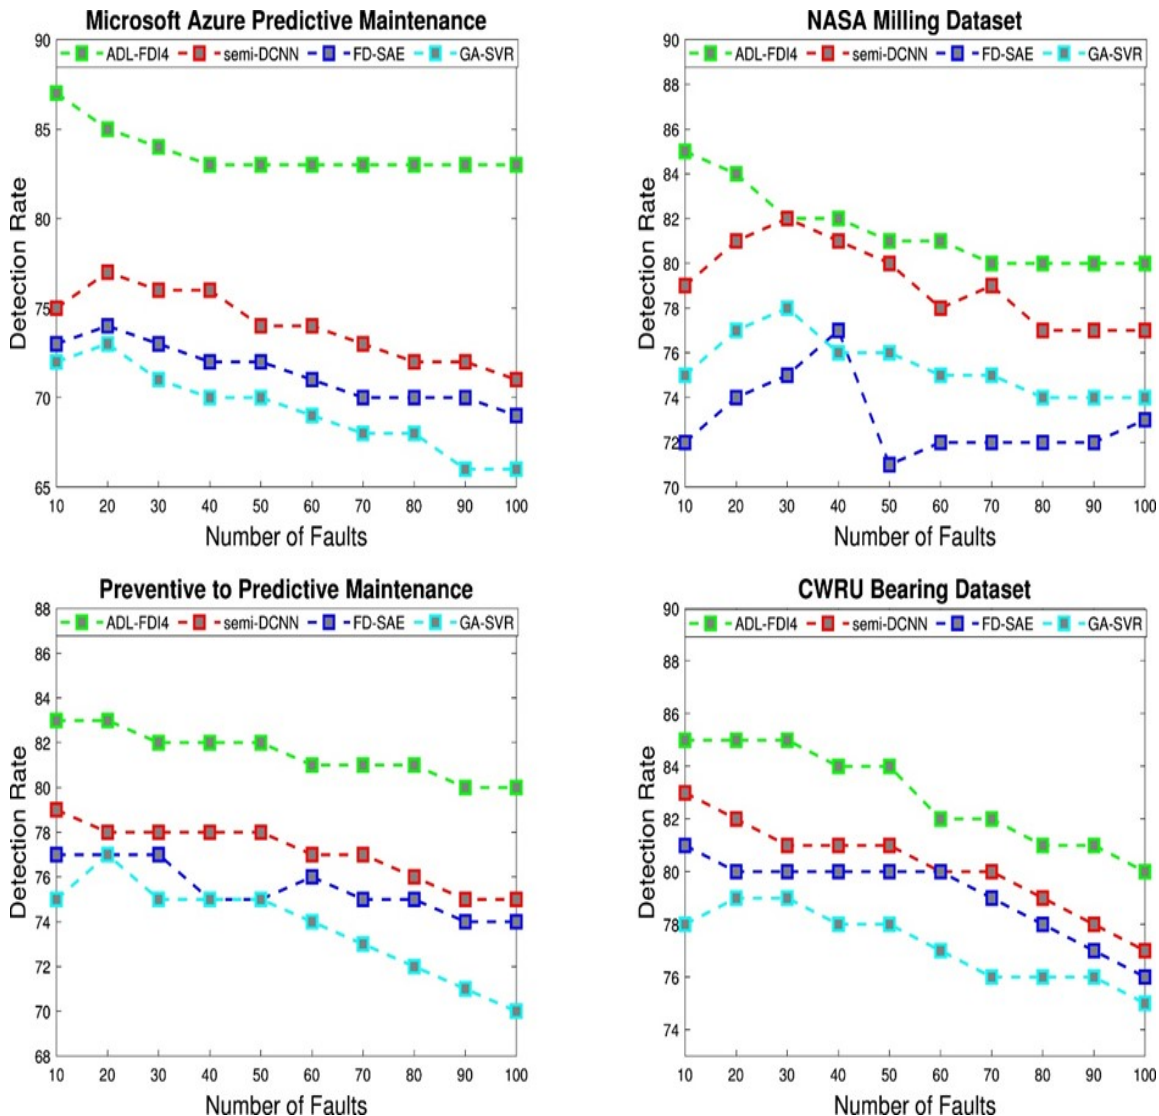 Microsoft Azure Predictive Maintenance
90
ADL-FDI4 semi-DCNN FD-SAE GA-SVR
85
80
75
70
65
Detection Rate
10 20 30 40 50 60 70 80 90 100
Number of Faults
NASA Milling Dataset
90
ADL-FDI4 semi-DCNN FD-SAE GA-SVR
88
86
84
82
80
78
76
74
72
70
Detection Rate
10 20 30 40 50 60 70 80 90 100
Number of Faults
Preventive to Predictive Maintenance
88
ADL-FDI4 semi-DCNN FD-SAE GA-SVR
86
84
82
80
78
76
74
72
70
68
Detection Rate
10 20 30 40 50 60 70 80 90 100
Number of Faults
CWRU Bearing Dataset
90
ADL-FDI4 semi-DCNN FD-SAE GA-SVR
88
86
84
82
80
78
76
74
Detection Rate
10 20 30 40 50 60 70 80 90 100
Number of Faults